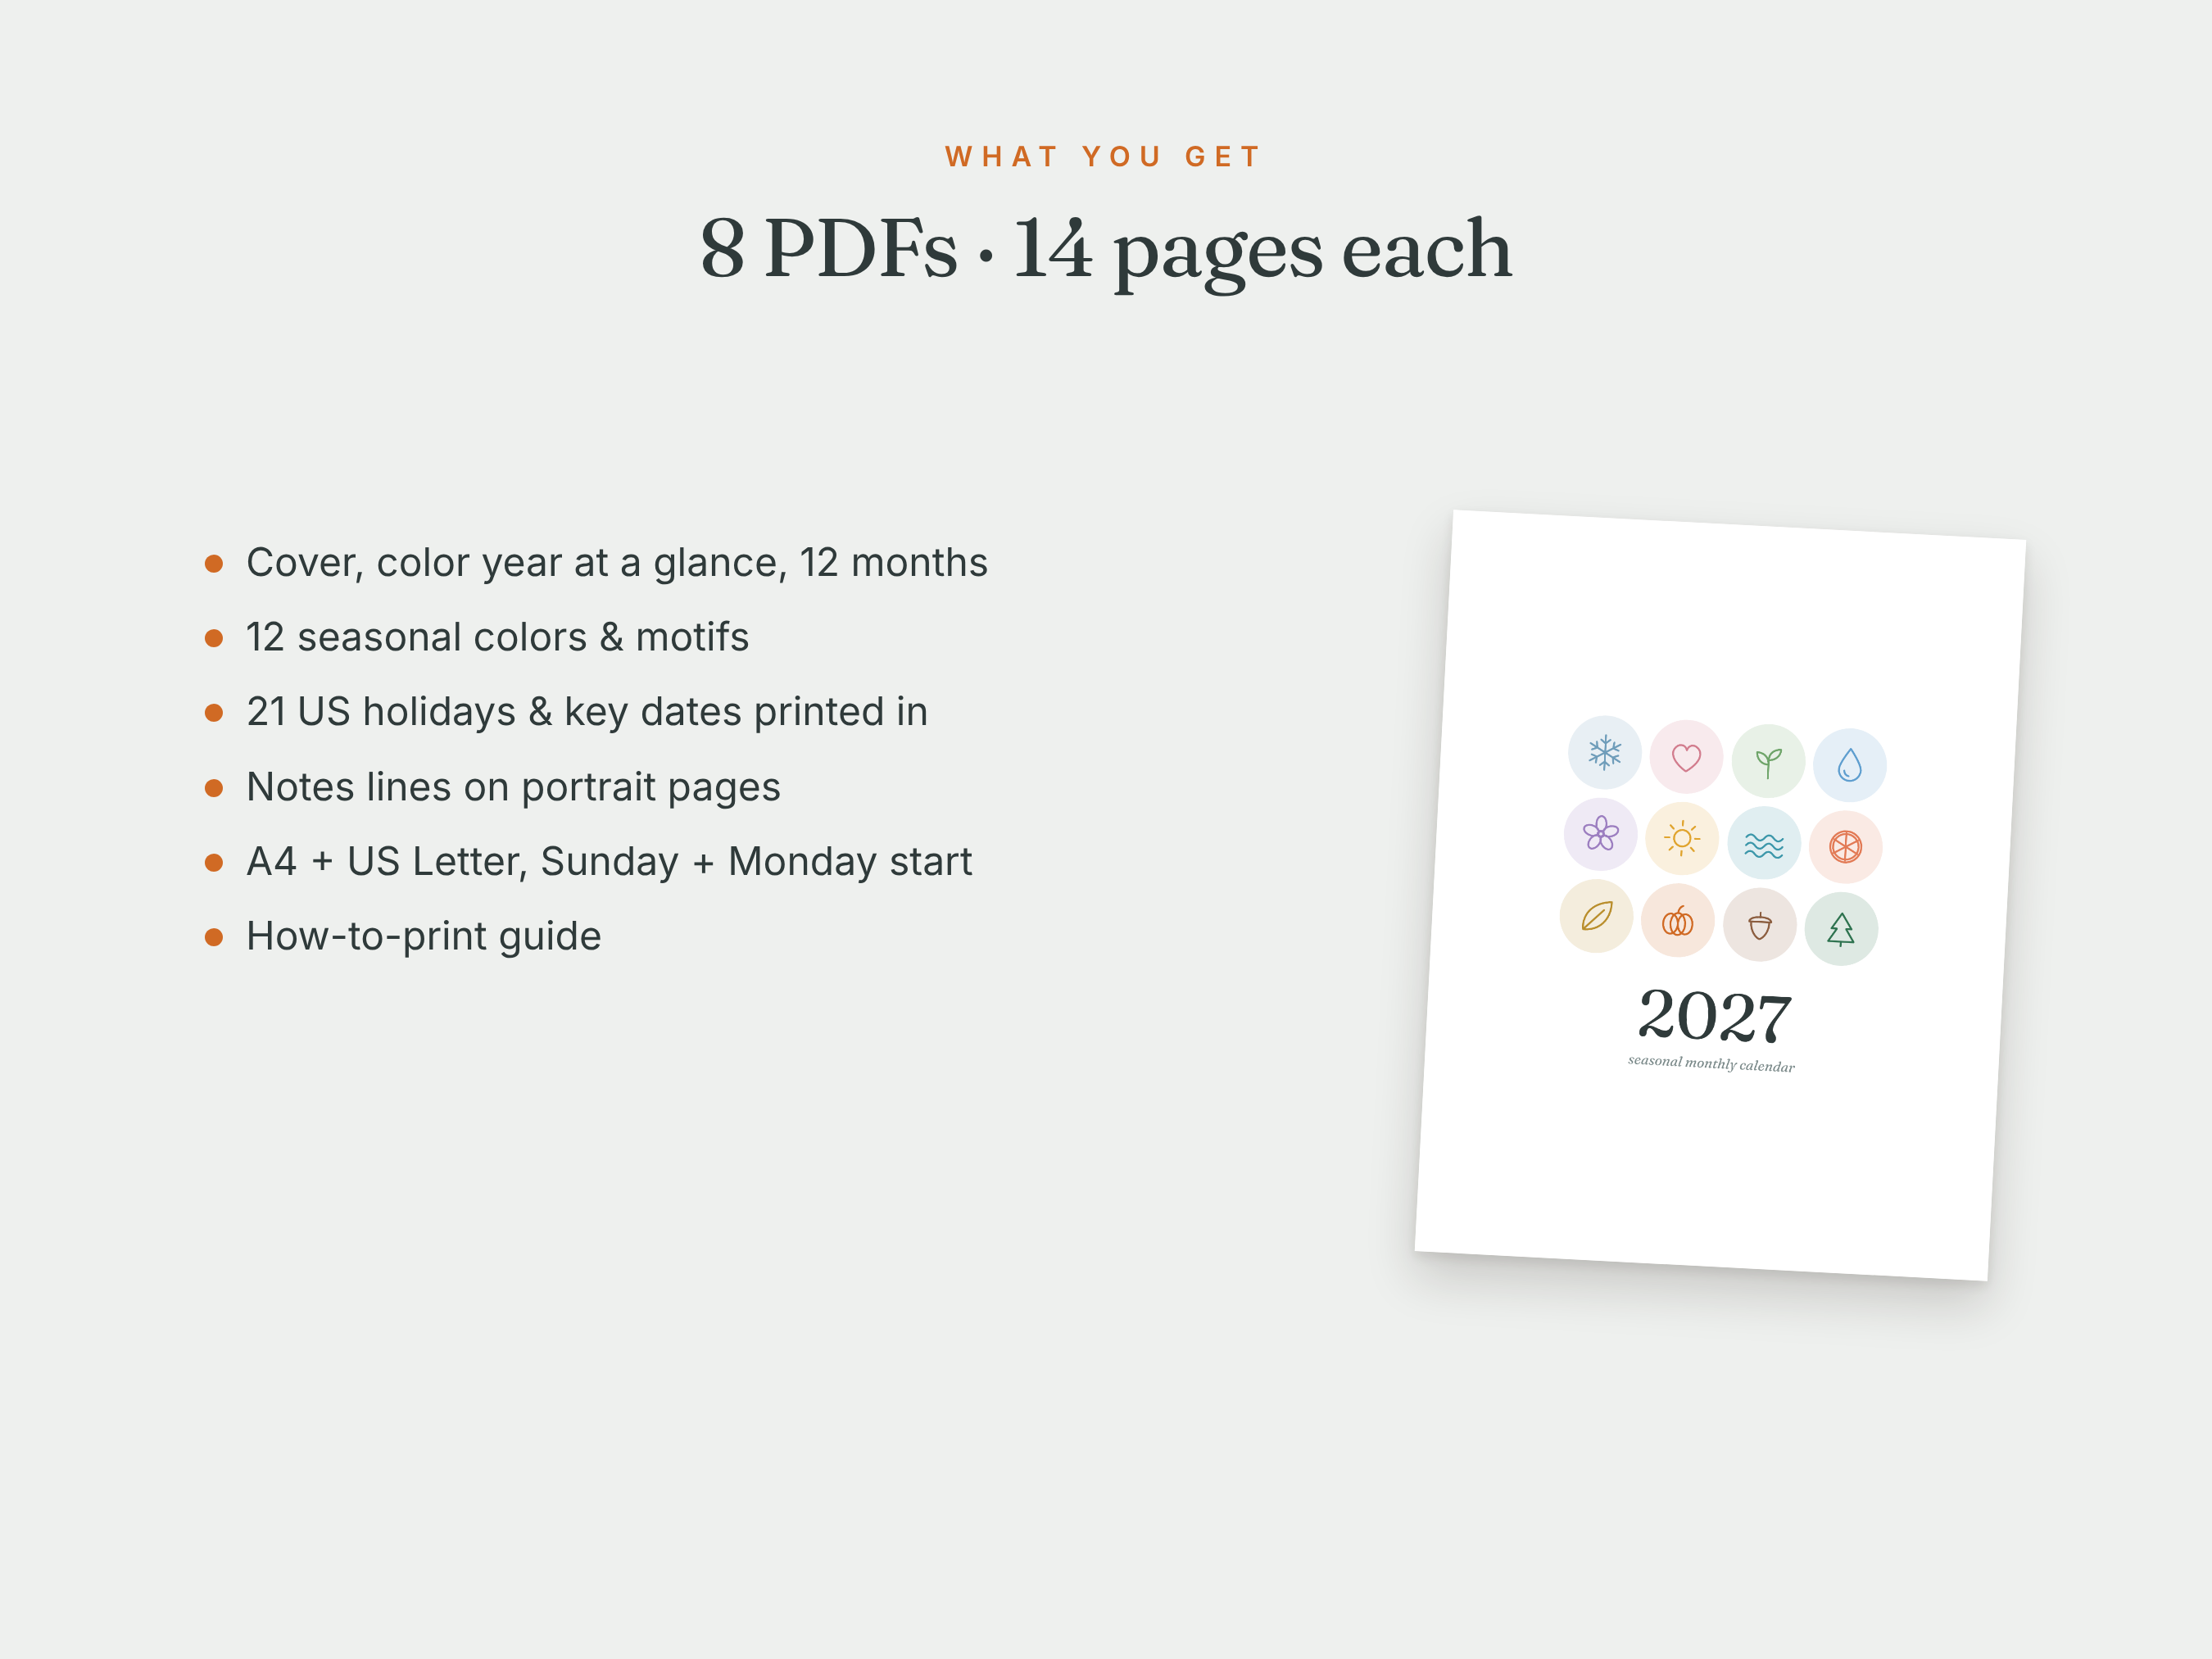 WHAT YOU GET
8 PDFs · 14 pages each
Cover, color year at a glance, 12 months
12 seasonal colors & motifs
21 US holidays & key dates printed in
Notes lines on portrait pages
A4 + US Letter, Sunday + Monday start
How-to-print guide
2027
seasonal monthly calendar